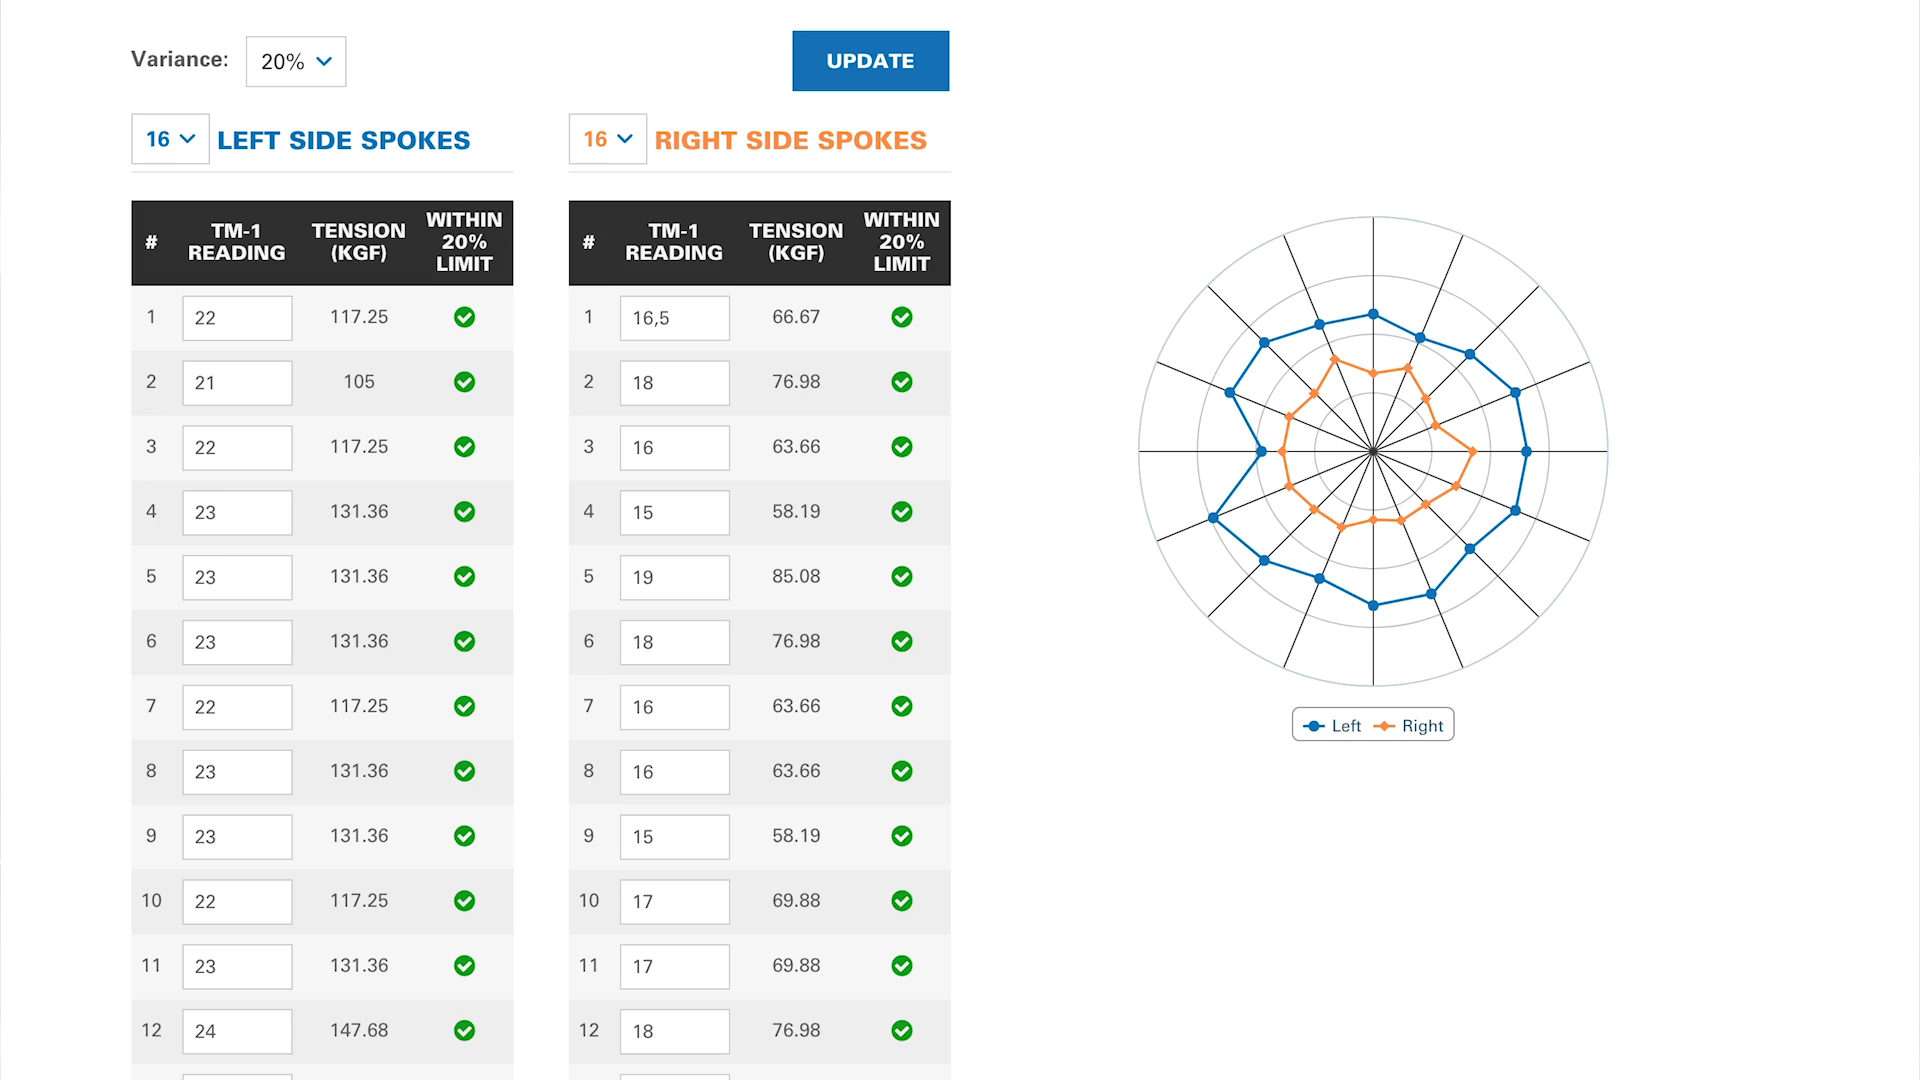 Variance: 20% UPDATE
16 LEFT SIDE SPOKES
# TM-1 READING TENSION (KGF) WITHIN 20% LIMIT
1 22 117.25
2 21 105
3 22 117.25
4 23 131.36
5 23 131.36
6 23 131.36
7 22 117.25
8 23 131.36
9 23 131.36
10 22 117.25
11 23 131.36
12 24 147.68
16 RIGHT SIDE SPOKES
# TM-1 READING TENSION (KGF) WITHIN 20% LIMIT
1 16,5 66.67
2 18 76.98
3 16 63.66
4 15 58.19
5 19 85.08
6 18 76.98
7 16 63.66
8 16 63.66
9 15 58.19
10 17 69.88
11 17 69.88
12 18 76.98
Left Right